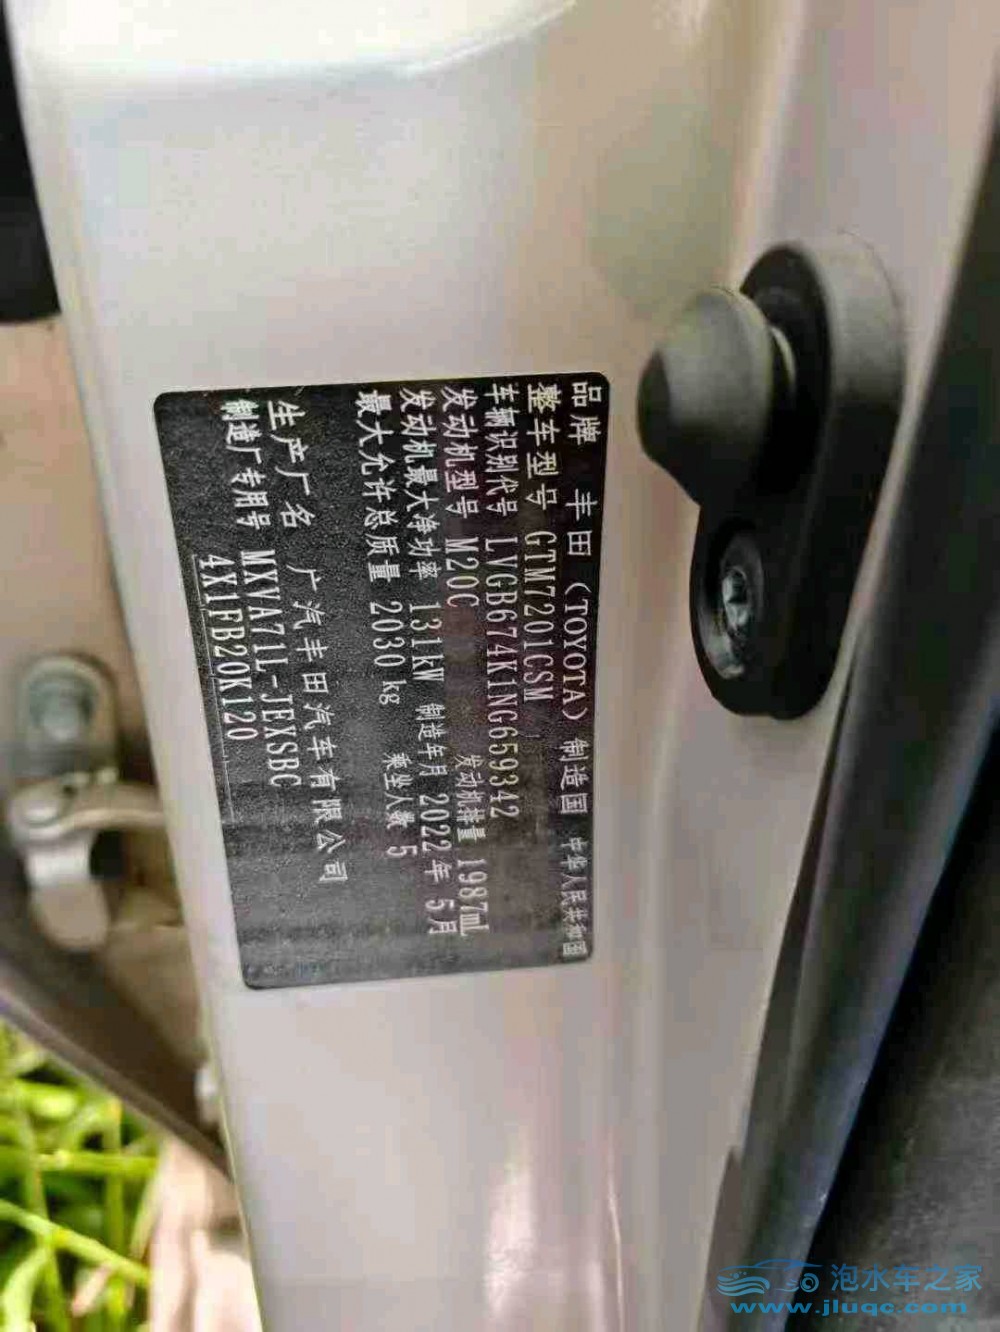 品牌 丰田（TOYOTA） 制造国 中华人民共和国
整车型号 GTM7201CSM
车辆识别代号 LVGB674K1NG659342
发动机型号 M20C 发动机排量 1987mL
发动机最大净功率 131kW 制造年月 2022年 5月
最大允许总质量 2030 kg 乘坐人数 5
生产厂名 广汽丰田汽车有限公司
制造厂专用号 MXVA71L-JEXSBC
4X1FB20K120
泡水车之家
www.jluqc.com